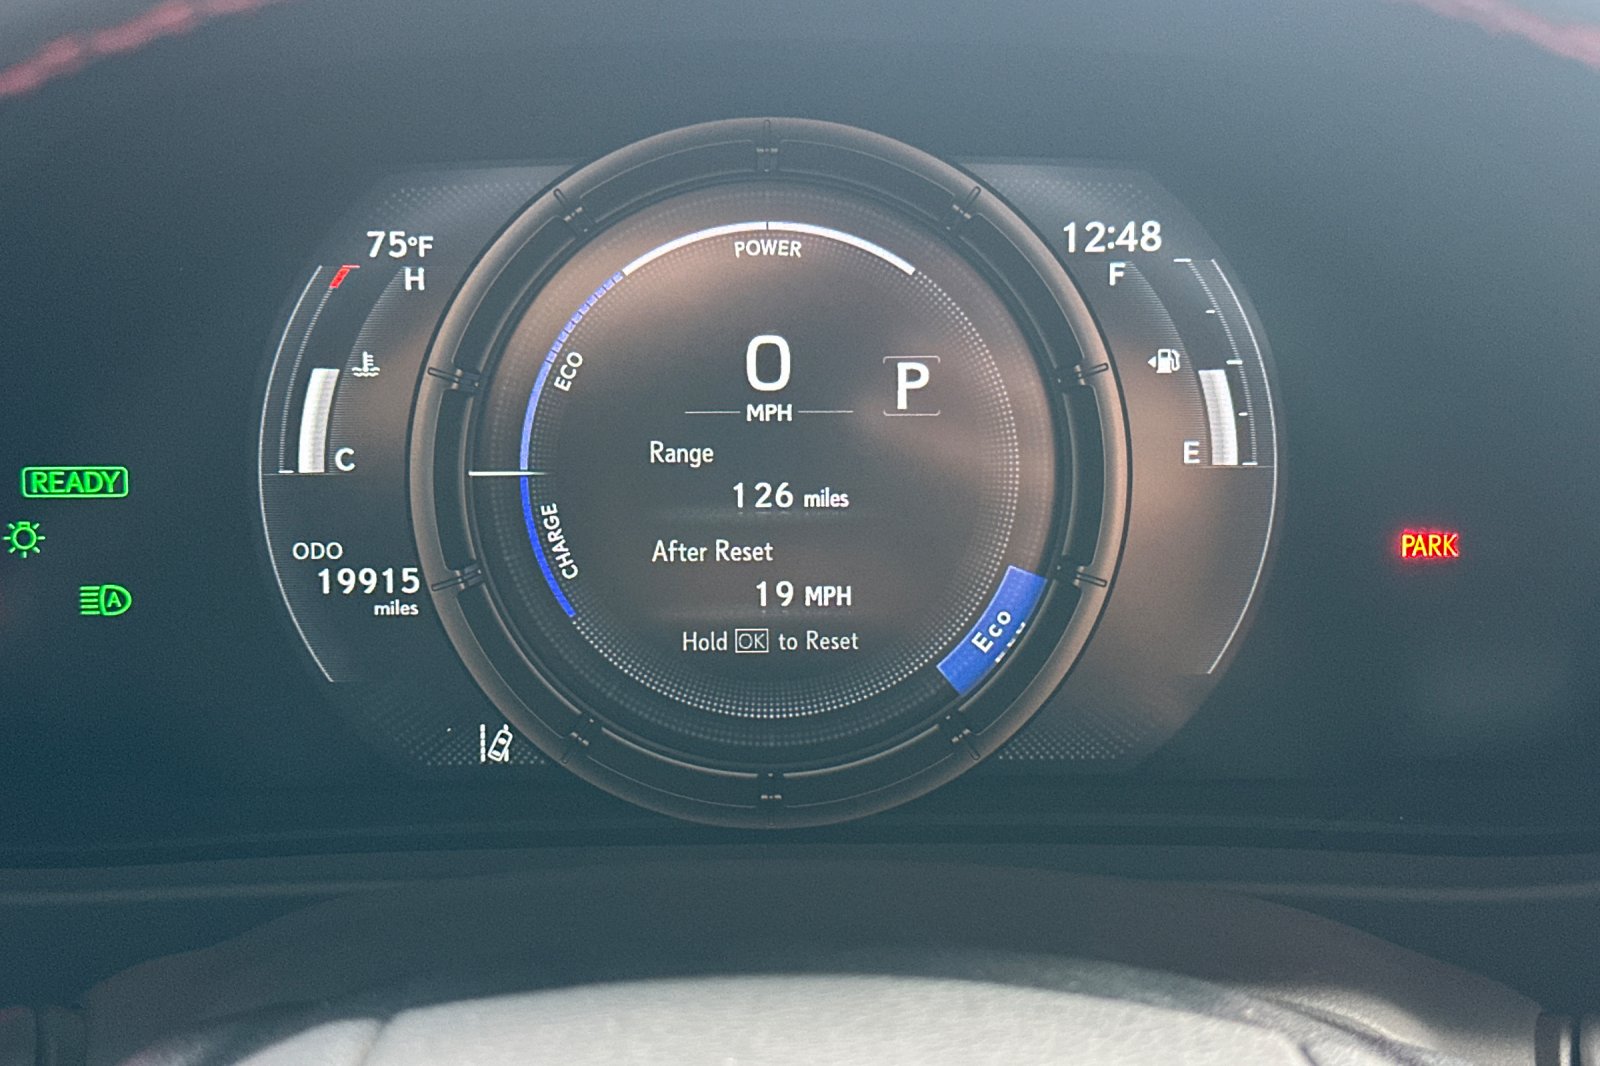 75°F
H
C
READY
A
ODO
19915
miles
POWER
ECO
CHARGE
0
MPH
P
Range
126 miles
After Reset
19 MPH
Hold OK to Reset
Eco
12:48
F
E
PARK